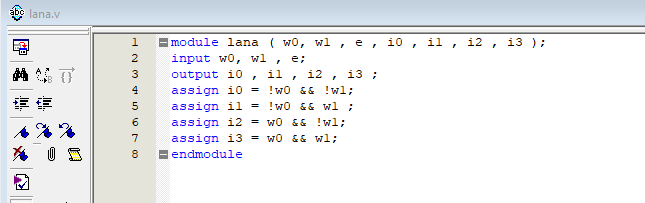 lana.v
1 module lana ( w0, w1 , e , i0 , i1 , i2 , i3 );
2 input w0, w1 , e;
3 output i0 , i1 , i2 , i3 ;
4 assign i0 = !w0 && !w1;
5 assign i1 = !w0 && w1 ;
6 assign i2 = w0 && !w1;
7 assign i3 = w0 && w1;
8 endmodule